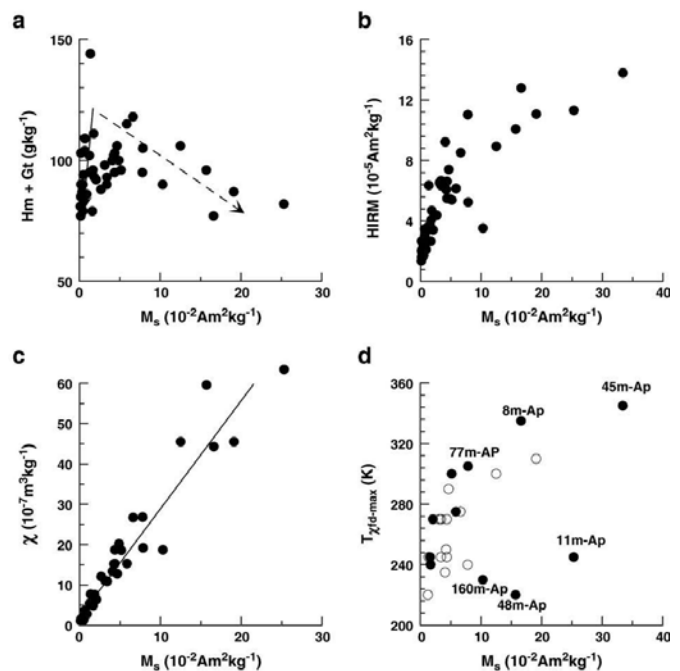 a
150
100
50
Hm + Gt (gkg⁻¹)
0
10
20
30
Mₛ (10⁻²Am²kg⁻¹)
b
16
12
8
4
0
HIRM (10⁻⁵Am²kg⁻¹)
0
10
20
30
40
Mₛ (10⁻²Am²kg⁻¹)
c
60
50
40
30
20
10
0
χ (10⁻⁷m³kg⁻¹)
0
10
20
30
Mₛ (10⁻²Am²kg⁻¹)
d
360
320
280
240
200
Tχfd-max (K)
45m-Ap
8m-Ap
77m-AP
11m-Ap
160m-Ap
48m-Ap
0
10
20
30
40
Mₛ (10⁻²Am²kg⁻¹)